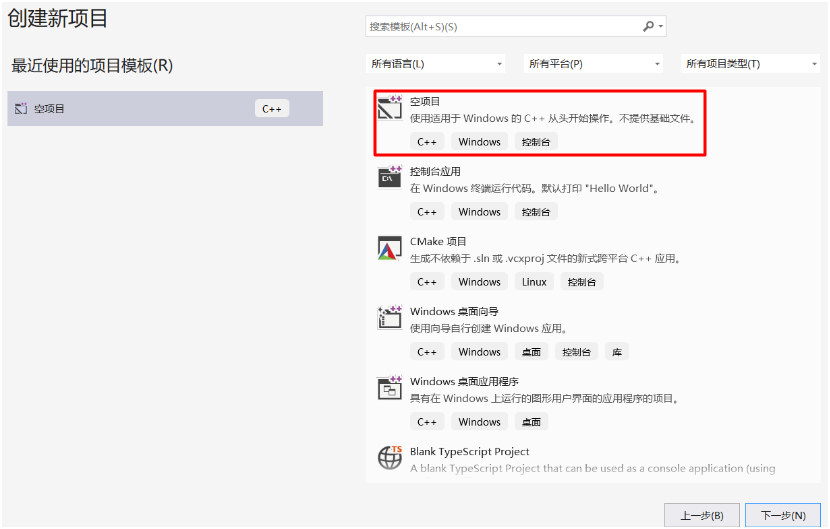 创建新项目
搜索模板(Alt+S)(S)
最近使用的项目模板(R)
所有语言(L)
所有平台(P)
所有项目类型(T)
空项目
C++
空项目
使用适用于 Windows 的 C++ 从头开始操作。不提供基础文件。
C++ Windows 控制台
控制台应用
在 Windows 终端运行代码。默认打印 "Hello World"。
C++ Windows 控制台
CMake 项目
生成不依赖于 .sln 或 .vcxproj 文件的新式跨平台 C++ 应用。
C++ Windows Linux 控制台
Windows 桌面向导
使用向导自行创建 Windows 应用。
C++ Windows 桌面 控制台 库
Windows 桌面应用程序
具有在 Windows 上运行的图形用户界面的应用程序的项目。
C++ Windows 桌面
TS
Blank TypeScript Project
A blank TypeScript Project that can be used as a console application (using
上一步(B)
下一步(N)